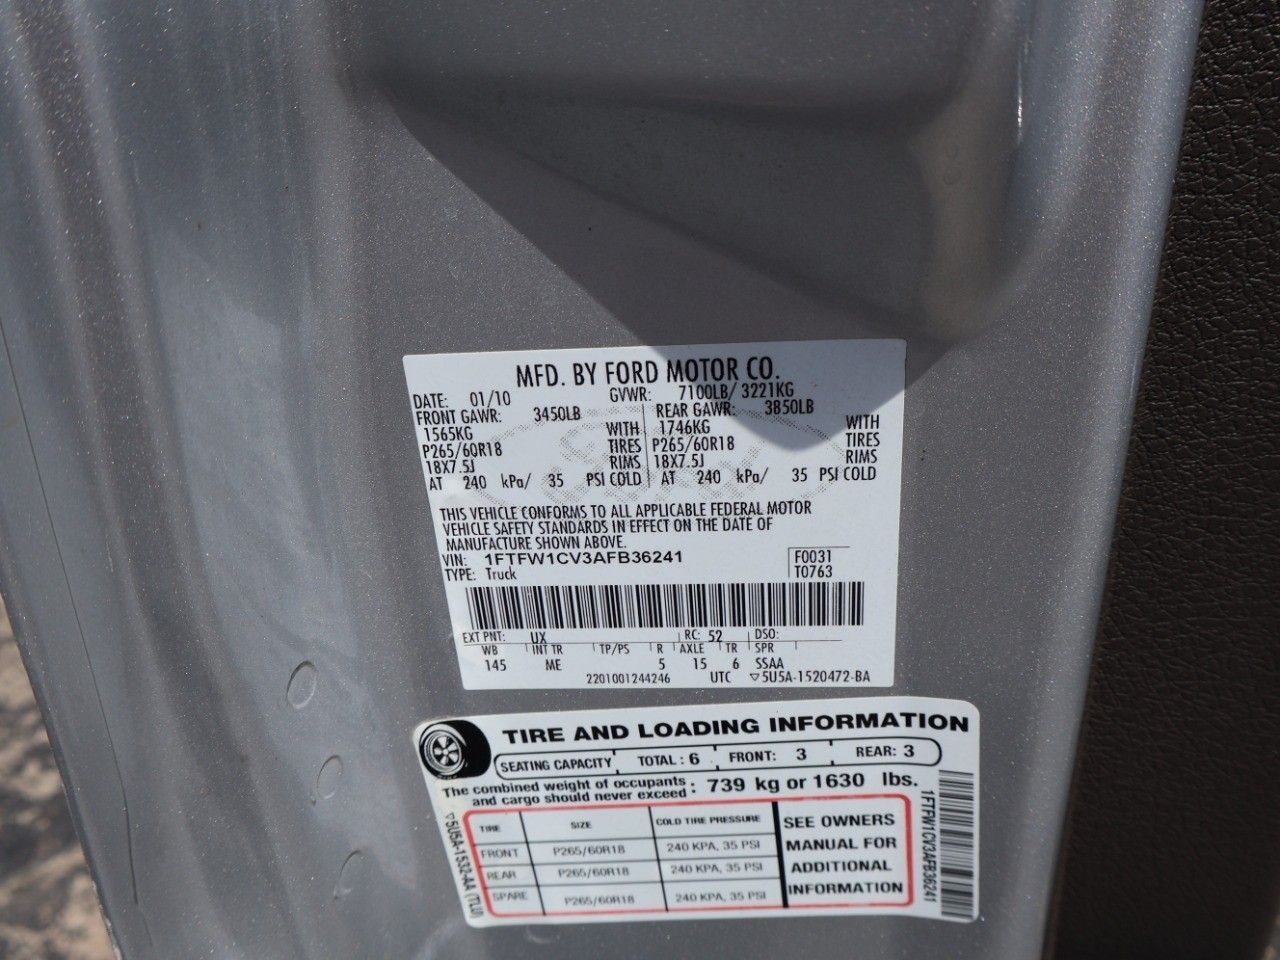 MFD. BY FORD MOTOR CO.
DATE: 01/10 GVWR: 7100LB/ 3221KG
FRONT GAWR: 3450LB REAR GAWR: 3850LB
1565KG WITH 1746KG WITH
P265/60R18 TIRES P265/60R18 TIRES
18X7.5J RIMS 18X7.5J RIMS
AT 240 kPa/ 35 PSI COLD AT 240 kPa/ 35 PSI COLD
THIS VEHICLE CONFORMS TO ALL APPLICABLE FEDERAL MOTOR
VEHICLE SAFETY STANDARDS IN EFFECT ON THE DATE OF
MANUFACTURE SHOWN ABOVE.
VIN: 1FTFW1CV3AFB36241 F0031
TYPE: Truck T0763
EXT PNT: UX RC: 52 DSO:
WB INT TR TP/PS R AXLE TR SPR
145 ME 5 15 6 SSAA
2201001244246 UTC ▽5U5A-1520472-BA
TIRE AND LOADING INFORMATION
SEATING CAPACITY TOTAL : 6 FRONT: 3 REAR: 3
The combined weight of occupants
and cargo should never exceed : 739 kg or 1630 lbs.
TIRE SIZE COLD TIRE PRESSURE
FRONT P265/60R18 240 KPA, 35 PSI
REAR P265/60R18 240 KPA, 35 PSI
SPARE P265/60R18 240 KPA, 35 PSI
SEE OWNERS
MANUAL FOR
ADDITIONAL
INFORMATION
▽5U5A-1532-AA (TLU)
1FTFW1CV3AFB36241